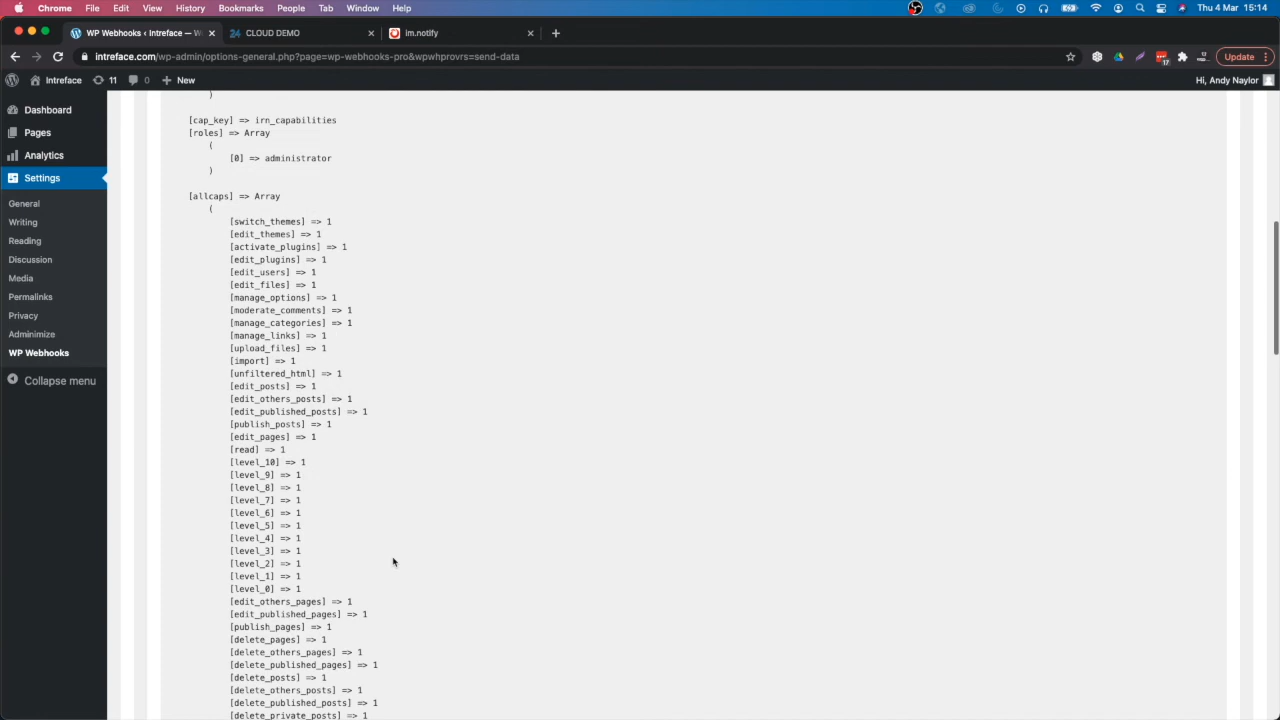 Chrome File Edit View History Bookmarks People Tab Window Help Thu 4 Mar 15:14
WP Webhooks ‹ Intreface — W 24 CLOUD DEMO im.notify
intreface.com/wp-admin/options-general.php?page=wp-webhooks-pro&wpwhprovrs=send-data Update
Intreface 11 0 New Hi, Andy Naylor
Dashboard
Pages
Analytics
Settings
General
Writing
Reading
Discussion
Media
Permalinks
Privacy
Adminimize
WP Webhooks
Collapse menu
)
[cap_key] => irn_capabilities
[roles] => Array
(
[0] => administrator
)
[allcaps] => Array
(
[switch_themes] => 1
[edit_themes] => 1
[activate_plugins] => 1
[edit_plugins] => 1
[edit_users] => 1
[edit_files] => 1
[manage_options] => 1
[moderate_comments] => 1
[manage_categories] => 1
[manage_links] => 1
[upload_files] => 1
[import] => 1
[unfiltered_html] => 1
[edit_posts] => 1
[edit_others_posts] => 1
[edit_published_posts] => 1
[publish_posts] => 1
[edit_pages] => 1
[read] => 1
[level_10] => 1
[level_9] => 1
[level_8] => 1
[level_7] => 1
[level_6] => 1
[level_5] => 1
[level_4] => 1
[level_3] => 1
[level_2] => 1
[level_1] => 1
[level_0] => 1
[edit_others_pages] => 1
[edit_published_pages] => 1
[publish_pages] => 1
[delete_pages] => 1
[delete_others_pages] => 1
[delete_published_pages] => 1
[delete_posts] => 1
[delete_others_posts] => 1
[delete_published_posts] => 1
[delete_private_posts] => 1